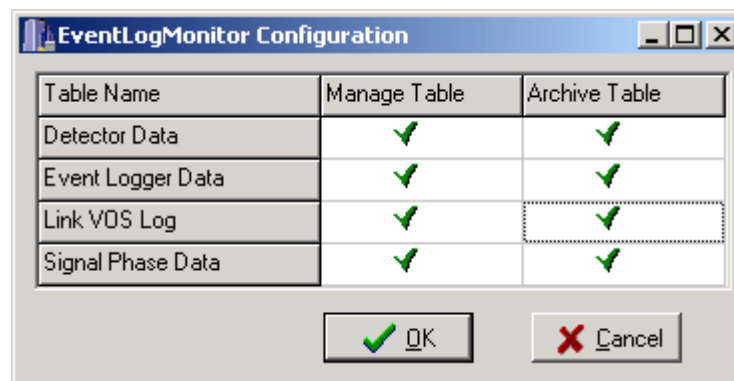 EventLogMonitor Configuration
Table Name Manage Table Archive Table
Detector Data
Event Logger Data
Link VOS Log
Signal Phase Data
OK Cancel